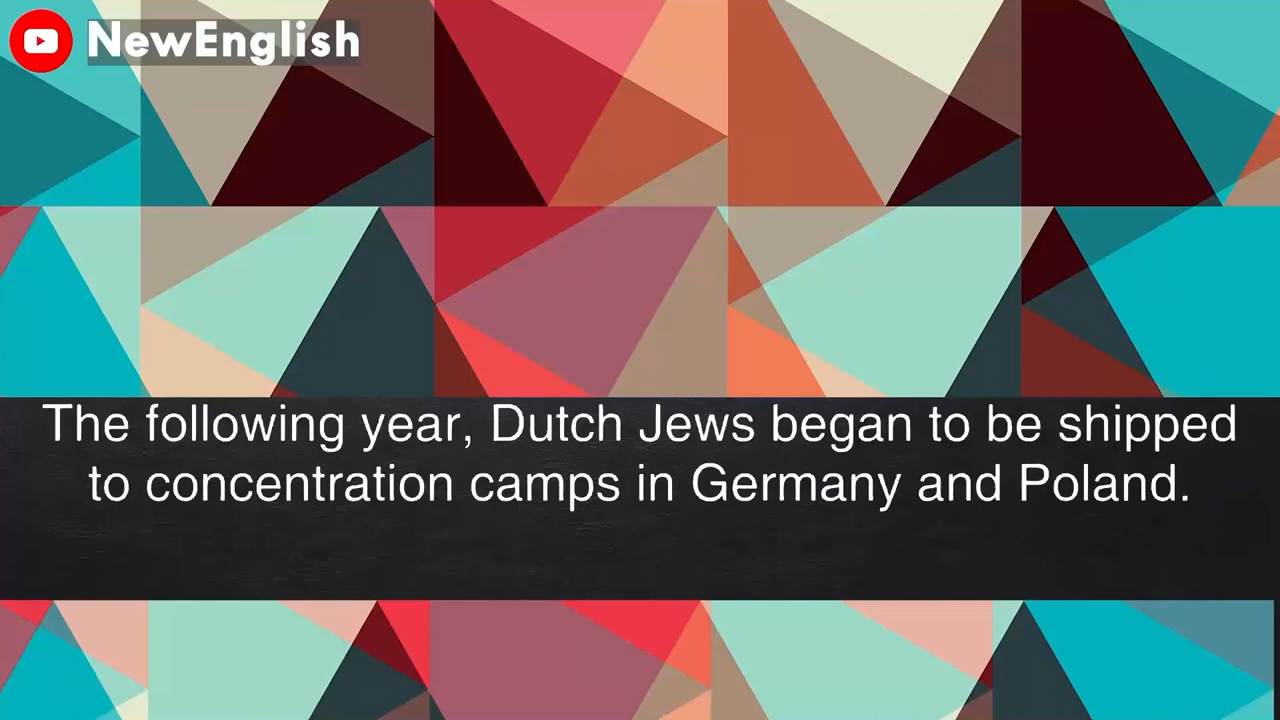 NewEnglish
The following year, Dutch Jews began to be shipped
to concentration camps in Germany and Poland.